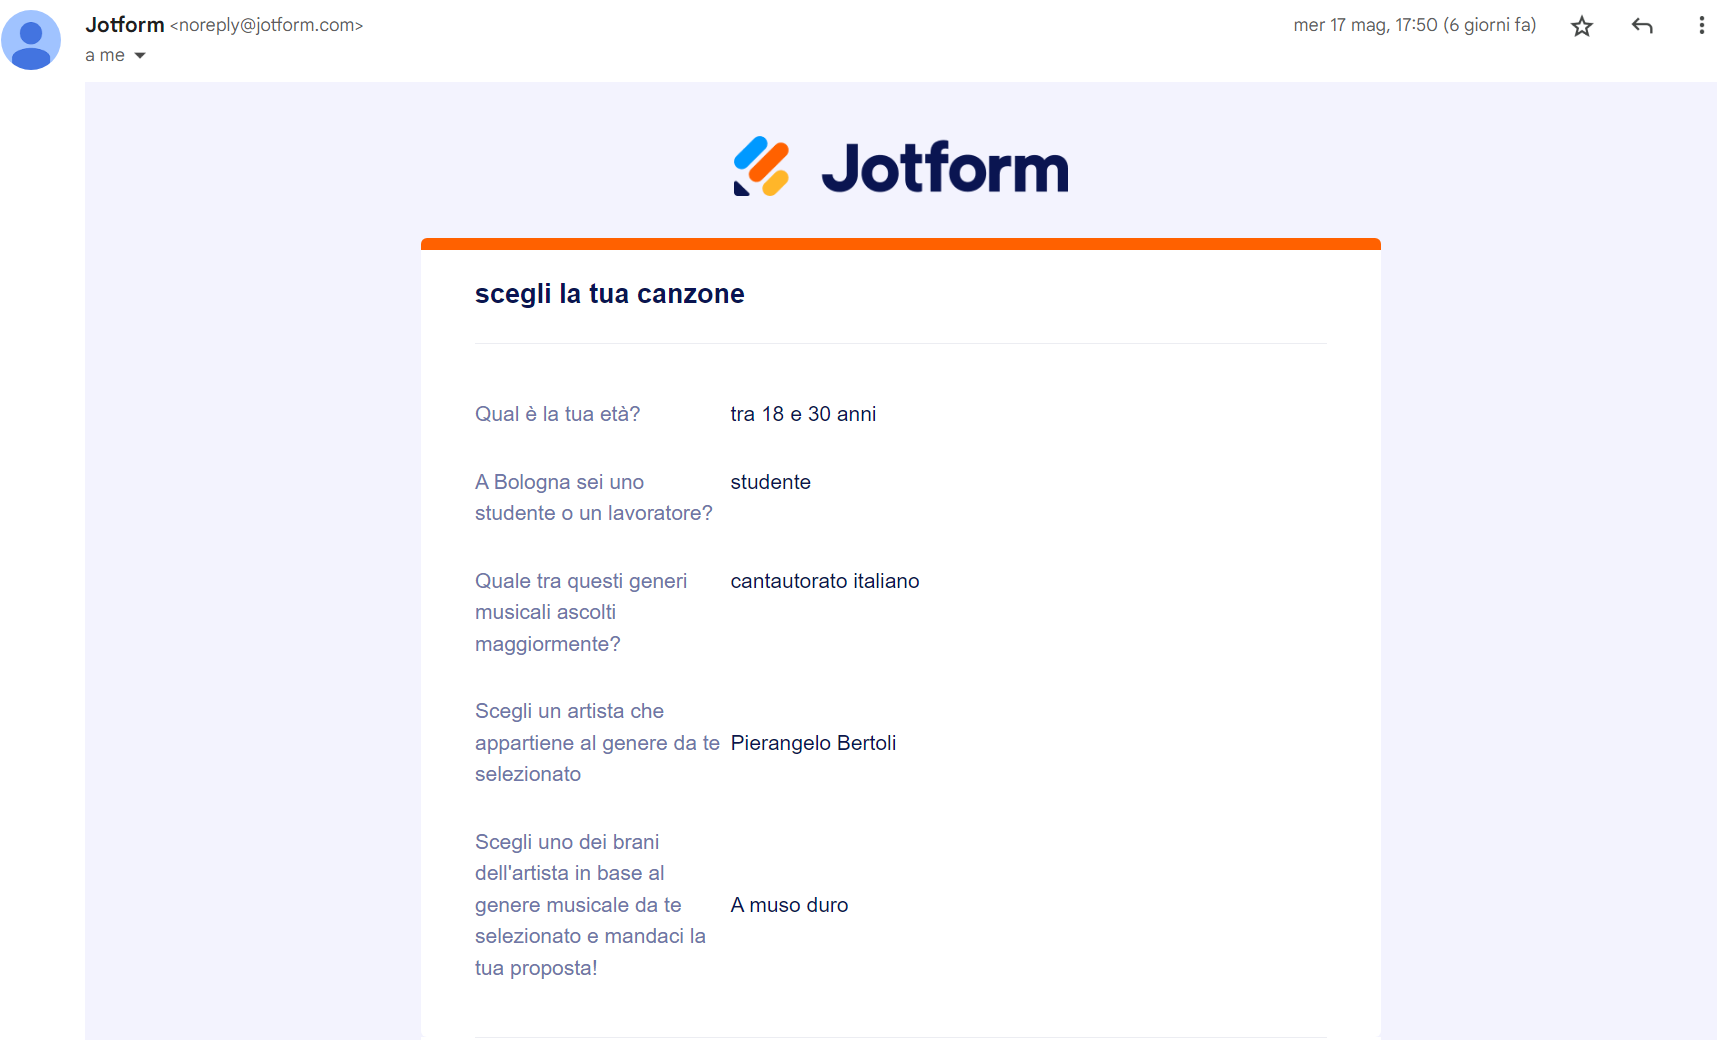 Jotform <noreply@jotform.com>
mer 17 mag, 17:50 (6 giorni fa)
a me
Jotform
scegli la tua canzone
Qual è la tua età?
tra 18 e 30 anni
A Bologna sei uno
studente o un lavoratore?
studente
Quale tra questi generi
musicali ascolti
maggiormente?
cantautorato italiano
Scegli un artista che
appartiene al genere da te
selezionato
Pierangelo Bertoli
Scegli uno dei brani
dell'artista in base al
genere musicale da te
selezionato e mandaci la
tua proposta!
A muso duro